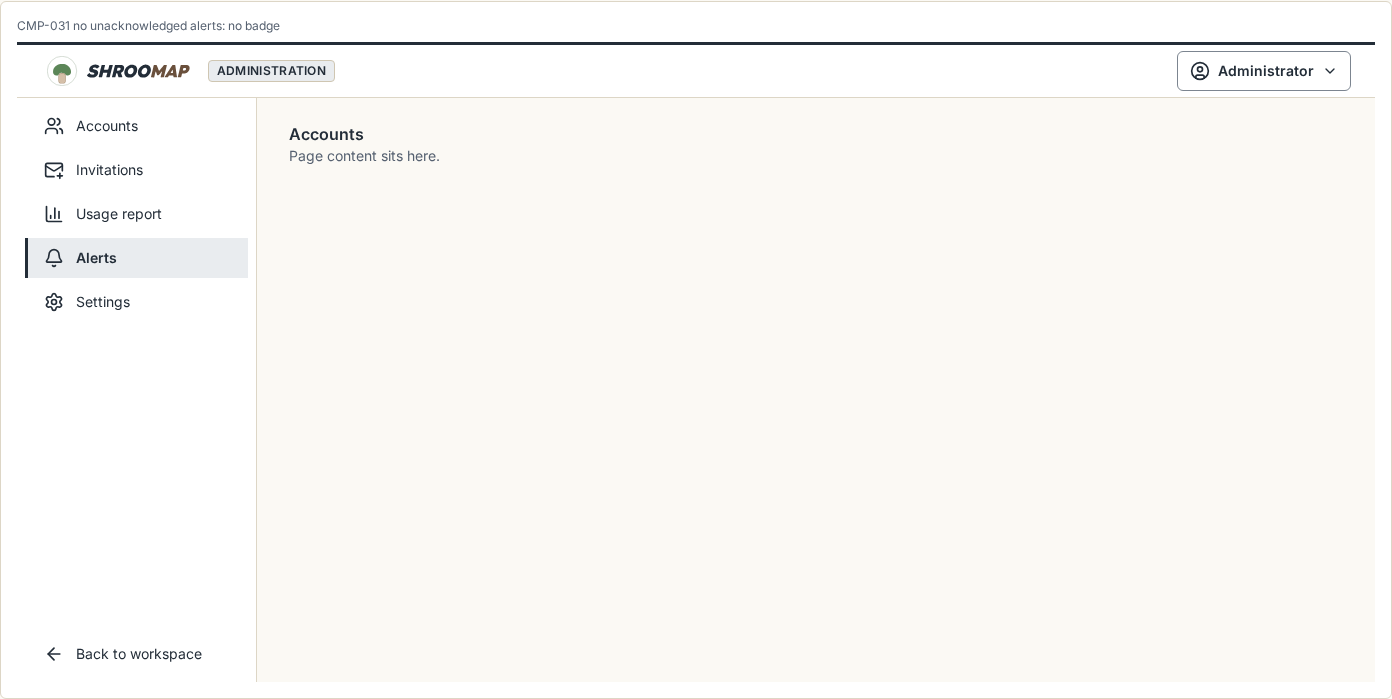 CMP-031 no unacknowledged alerts: no badge
SHROOMAP
ADMINISTRATION
Administrator
Accounts
Invitations
Usage report
Alerts
Settings
Back to workspace
Accounts
Page content sits here.